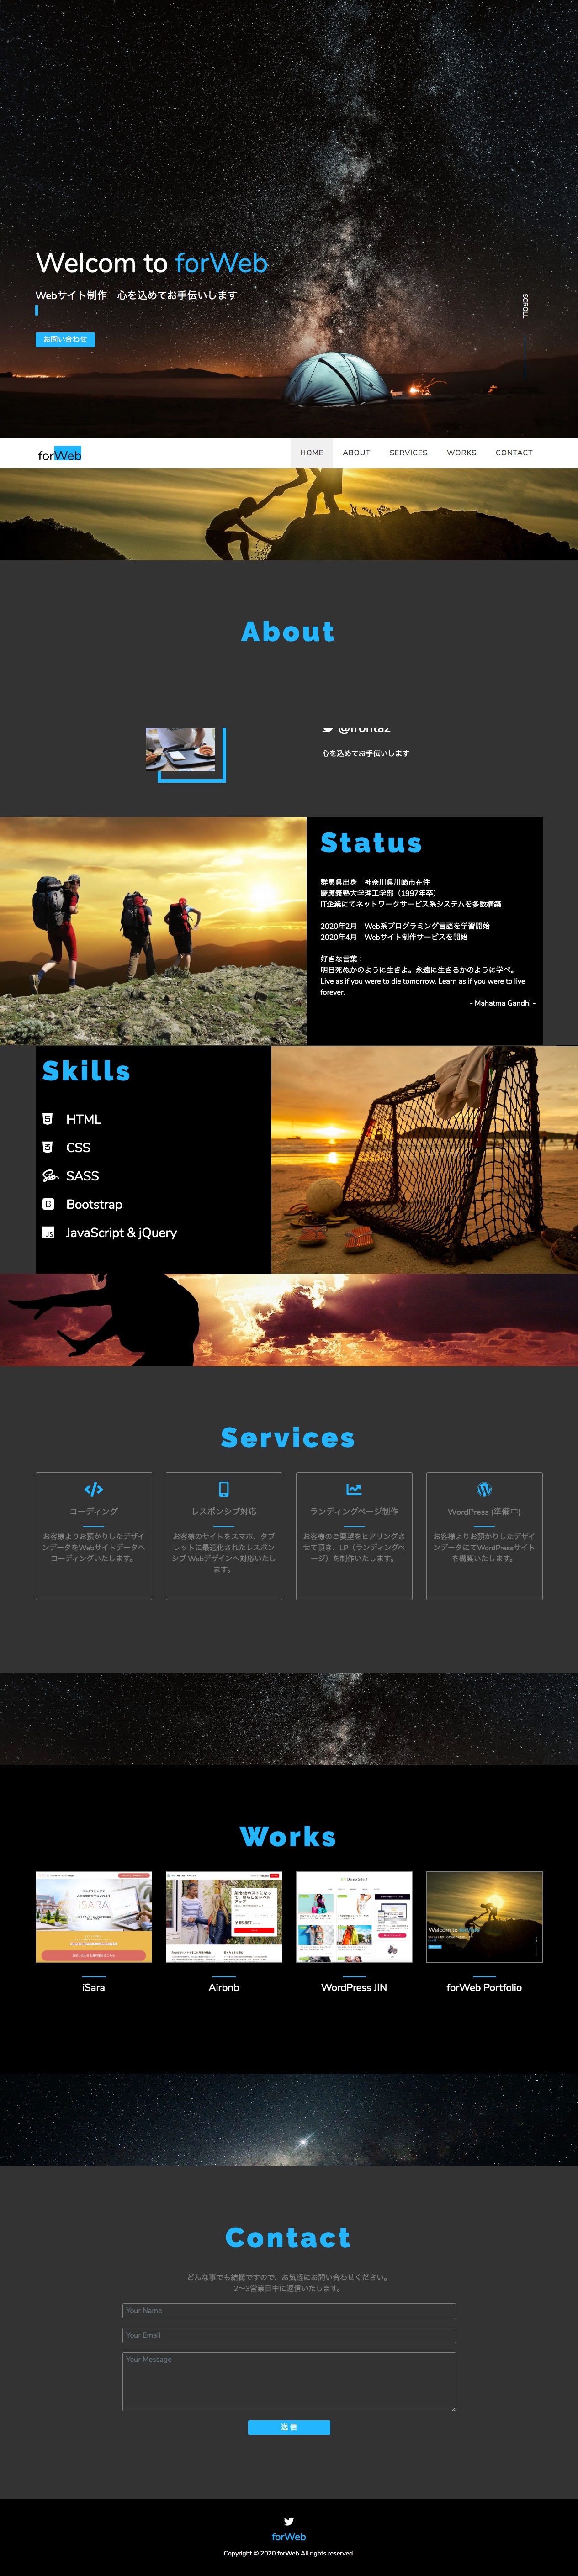 Welcom to forWeb
Webサイト制作　心を込めてお手伝いします
お問い合わせ
SCROLL
forWeb
HOME
ABOUT
SERVICES
WORKS
CONTACT
About
心を込めてお手伝いします
Status
群馬県出身　神奈川県川崎市在住
慶應義塾大学理工学部（1997年卒）
IT企業にてネットワークサービス系システムを多数構築
2020年2月　Web系プログラミング言語を学習開始
2020年4月　Webサイト制作サービスを開始
好きな言葉：
明日死ぬかのように生きよ。永遠に生きるかのように学べ。
Live as if you were to die tomorrow. Learn as if you were to live
forever.
- Mahatma Gandhi -
Skills
HTML
CSS
SASS
Bootstrap
JavaScript & jQuery
Services
コーディング
お客様よりお預かりしたデザイ
ンデータをWebサイトデータへ
コーディングいたします。
レスポンシブ対応
お客様のサイトをスマホ、タブ
レットに最適化されたレスポン
シブ Webデザインへ対応いたし
ます。
ランディングページ制作
お客様のご要望をヒアリングさ
せて頂き、LP（ランディングペ
ージ）を制作いたします。
WordPress (準備中)
お客様よりお預かりしたデザイ
ンデータにてWordPressサイト
を構築いたします。
Works
iSara
Airbnb
WordPress JIN
forWeb Portfolio
Contact
どんな事でも結構ですので、お気軽にお問い合わせください。
2〜3営業日中に返信いたします。
Your Name
Your Email
Your Message
送 信
forWeb
Copyright © 2020 forWeb All rights reserved.